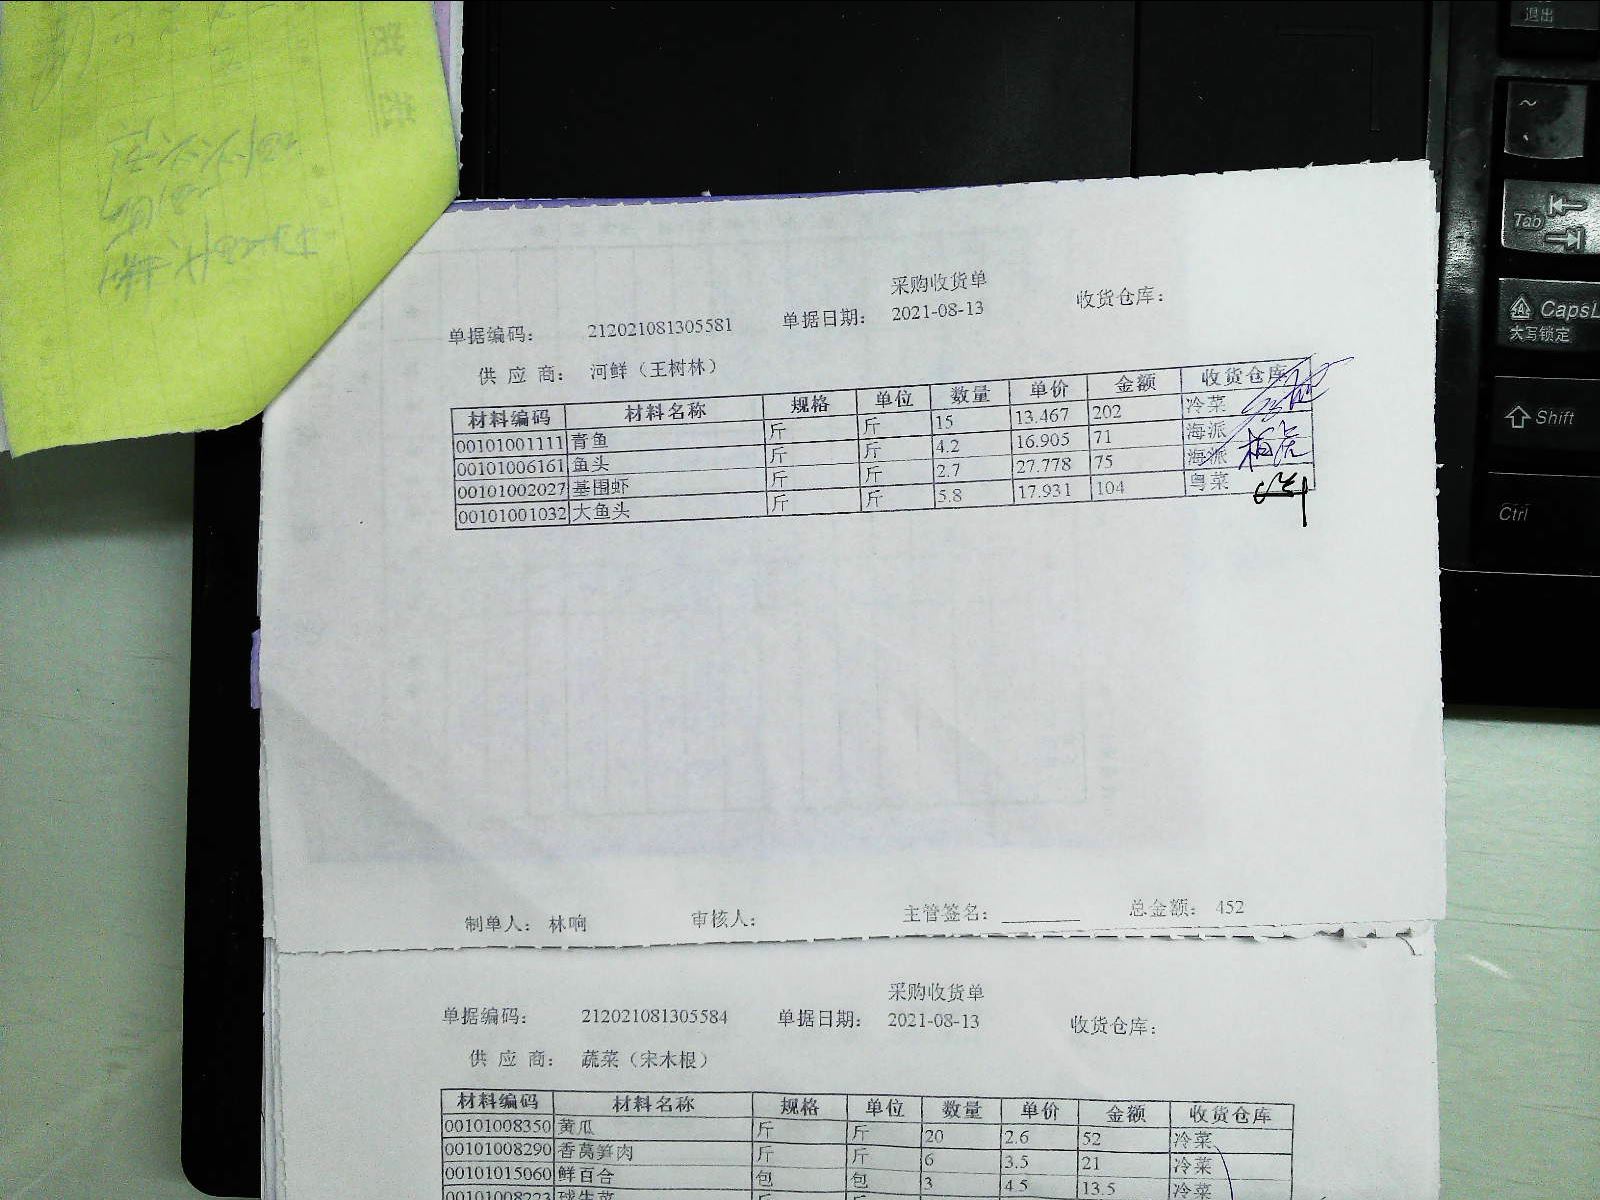 退出
~
Tab
CapsL
大写锁定
Shift
Ctrl
采购收货单
单据编码： 212021081305581 单据日期： 2021-08-13 收货仓库：
供 应 商： 河鲜（王树林）
材料编码 材料名称 规格 单位 数量 单价 金额 收货仓库
00101001111 青鱼 斤 斤 15 13.467 202 冷菜
00101006161 鱼头 斤 斤 4.2 16.905 71 海派
00101002027 基围虾 斤 斤 2.7 27.778 75 海派
00101001032 大鱼头 斤 斤 5.8 17.931 104 粤菜
制单人： 林响 审核人： 主管签名： ________ 总金额： 452
采购收货单
单据编码： 212021081305584 单据日期： 2021-08-13 收货仓库：
供 应 商： 蔬菜（宋木根）
材料编码 材料名称 规格 单位 数量 单价 金额 收货仓库
00101008350 黄瓜 斤 斤 20 2.6 52 冷菜
00101008290 香莴笋肉 斤 斤 6 3.5 21 冷菜
00101015060 鲜百合 包 包 3 4.5 13.5 冷菜
00101008223 球生菜